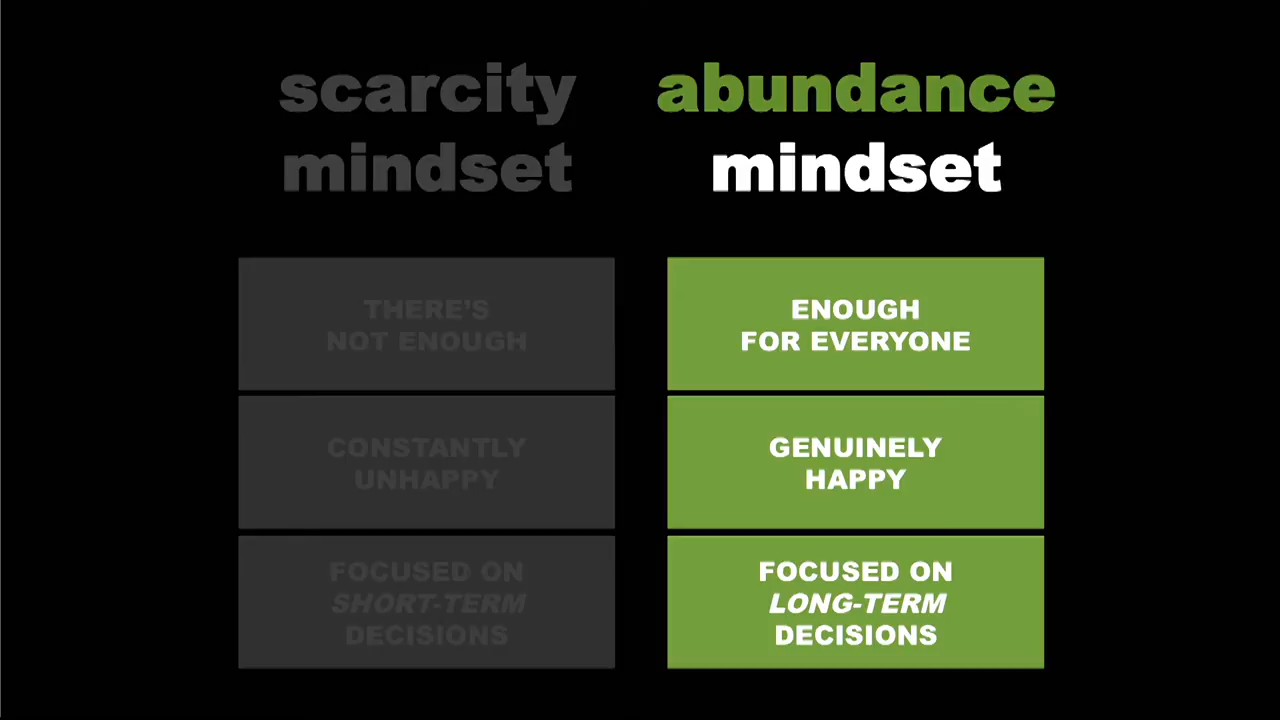 scarcity
mindset
THERE'S
NOT ENOUGH
CONSTANTLY
UNHAPPY
FOCUSED ON
SHORT-TERM
DECISIONS
abundance
mindset
ENOUGH
FOR EVERYONE
GENUINELY
HAPPY
FOCUSED ON
LONG-TERM
DECISIONS